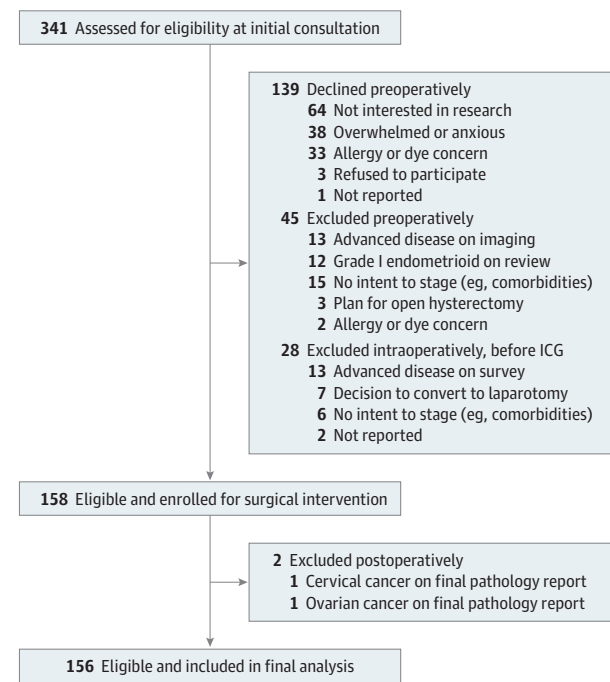 341 Assessed for eligibility at initial consultation
139 Declined preoperatively
64 Not interested in research
38 Overwhelmed or anxious
33 Allergy or dye concern
3 Refused to participate
1 Not reported
45 Excluded preoperatively
13 Advanced disease on imaging
12 Grade I endometrioid on review
15 No intent to stage (eg, comorbidities)
3 Plan for open hysterectomy
2 Allergy or dye concern
28 Excluded intraoperatively, before ICG
13 Advanced disease on survey
7 Decision to convert to laparotomy
6 No intent to stage (eg, comorbidities)
2 Not reported
158 Eligible and enrolled for surgical intervention
2 Excluded postoperatively
1 Cervical cancer on final pathology report
1 Ovarian cancer on final pathology report
156 Eligible and included in final analysis